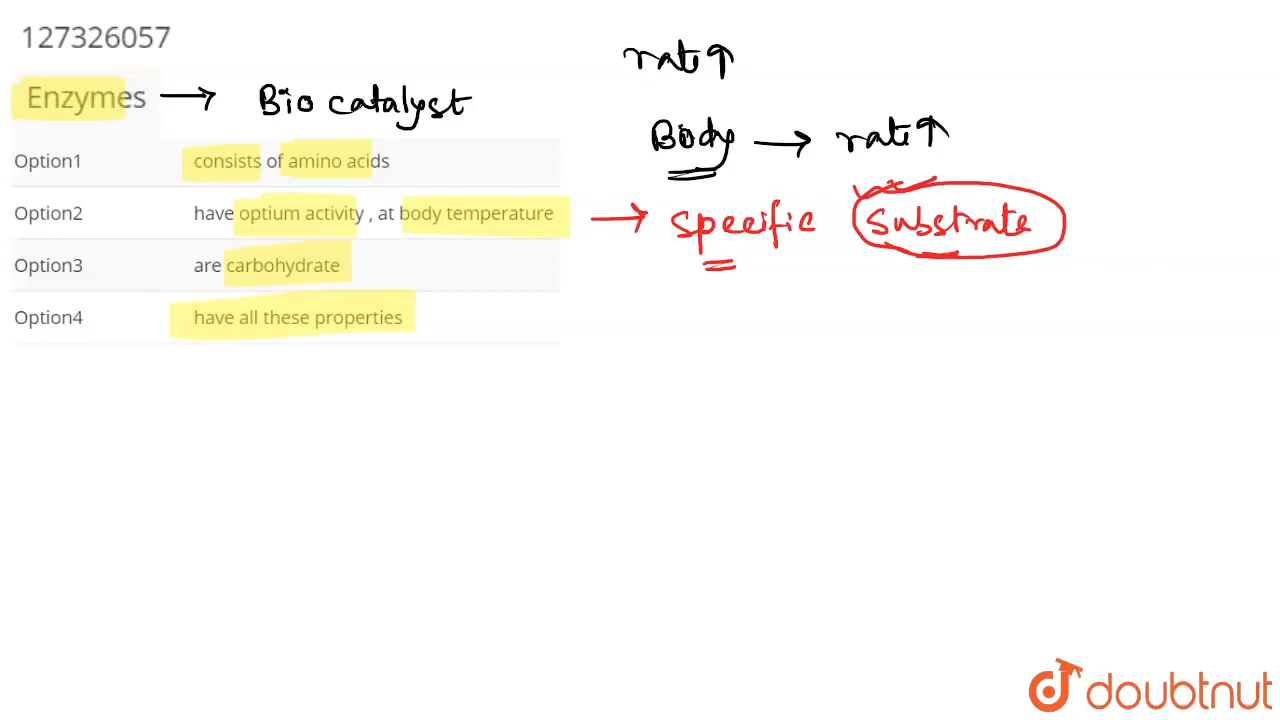 127326057
rate↑
Enzymes → Bio catalyst
Body → rate↑
Option1 consists of amino acids
Option2 have optium activity , at body temperature → specific substrate
Option3 are carbohydrate
Option4 have all these properties
doubtnut